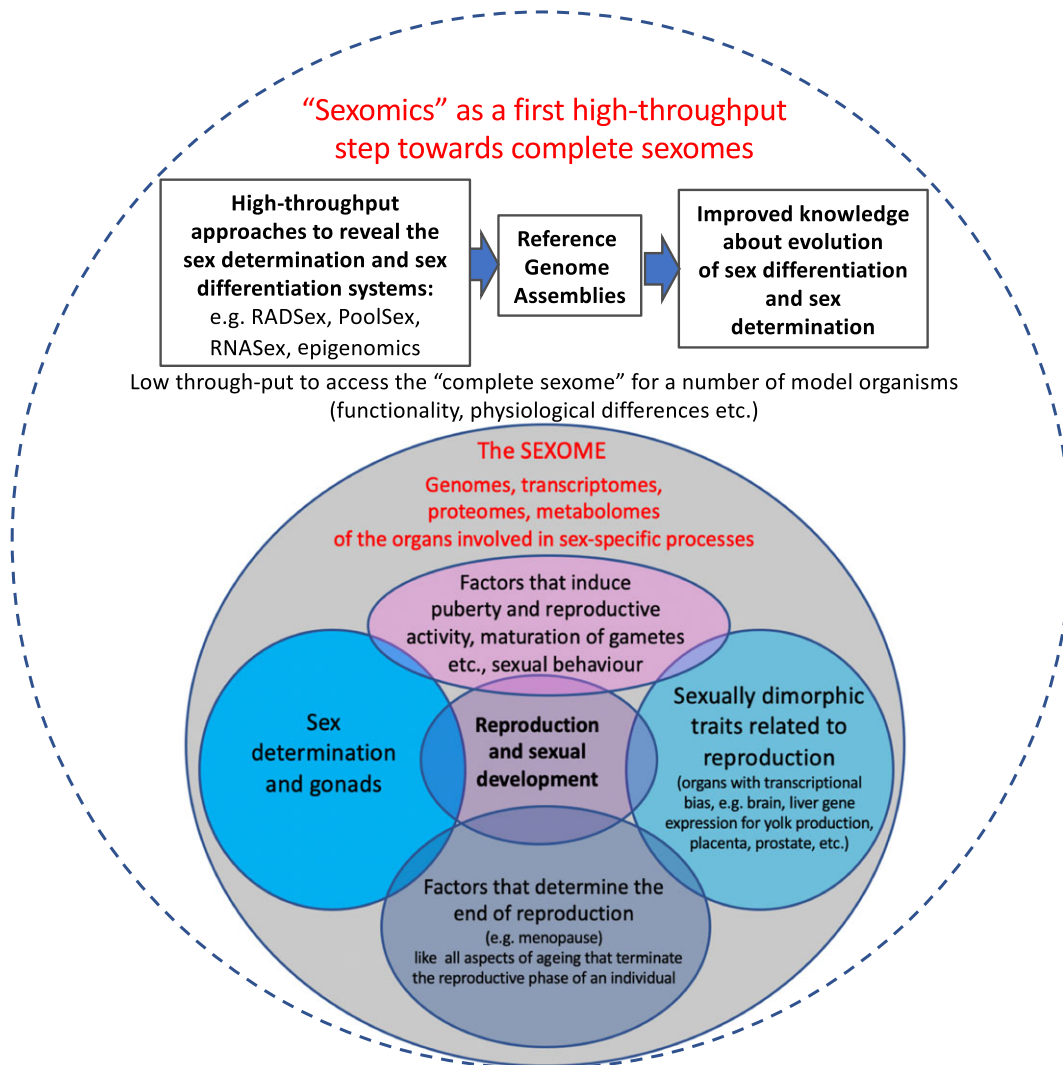 “Sexomics” as a first high-throughput
step towards complete sexomes
High-throughput
approaches to reveal the
sex determination and sex
differentiation systems:
e.g. RADSex, PoolSex,
RNASex, epigenomics
Reference
Genome
Assemblies
Improved knowledge
about evolution
of sex differentiation
and sex
determination
Low through-put to access the “complete sexome” for a number of model organisms
(functionality, physiological differences etc.)
The SEXOME
Genomes, transcriptomes,
proteomes, metabolomes
of the organs involved in sex-specific processes
Factors that induce
puberty and reproductive
activity, maturation of gametes
etc., sexual behaviour
Sex
determination
and gonads
Reproduction
and sexual
development
Sexually dimorphic
traits related to
reproduction
(organs with transcriptional
bias, e.g. brain, liver gene
expression for yolk production,
placenta, prostate, etc.)
Factors that determine the
end of reproduction
(e.g. menopause)
like all aspects of ageing that terminate
the reproductive phase of an individual